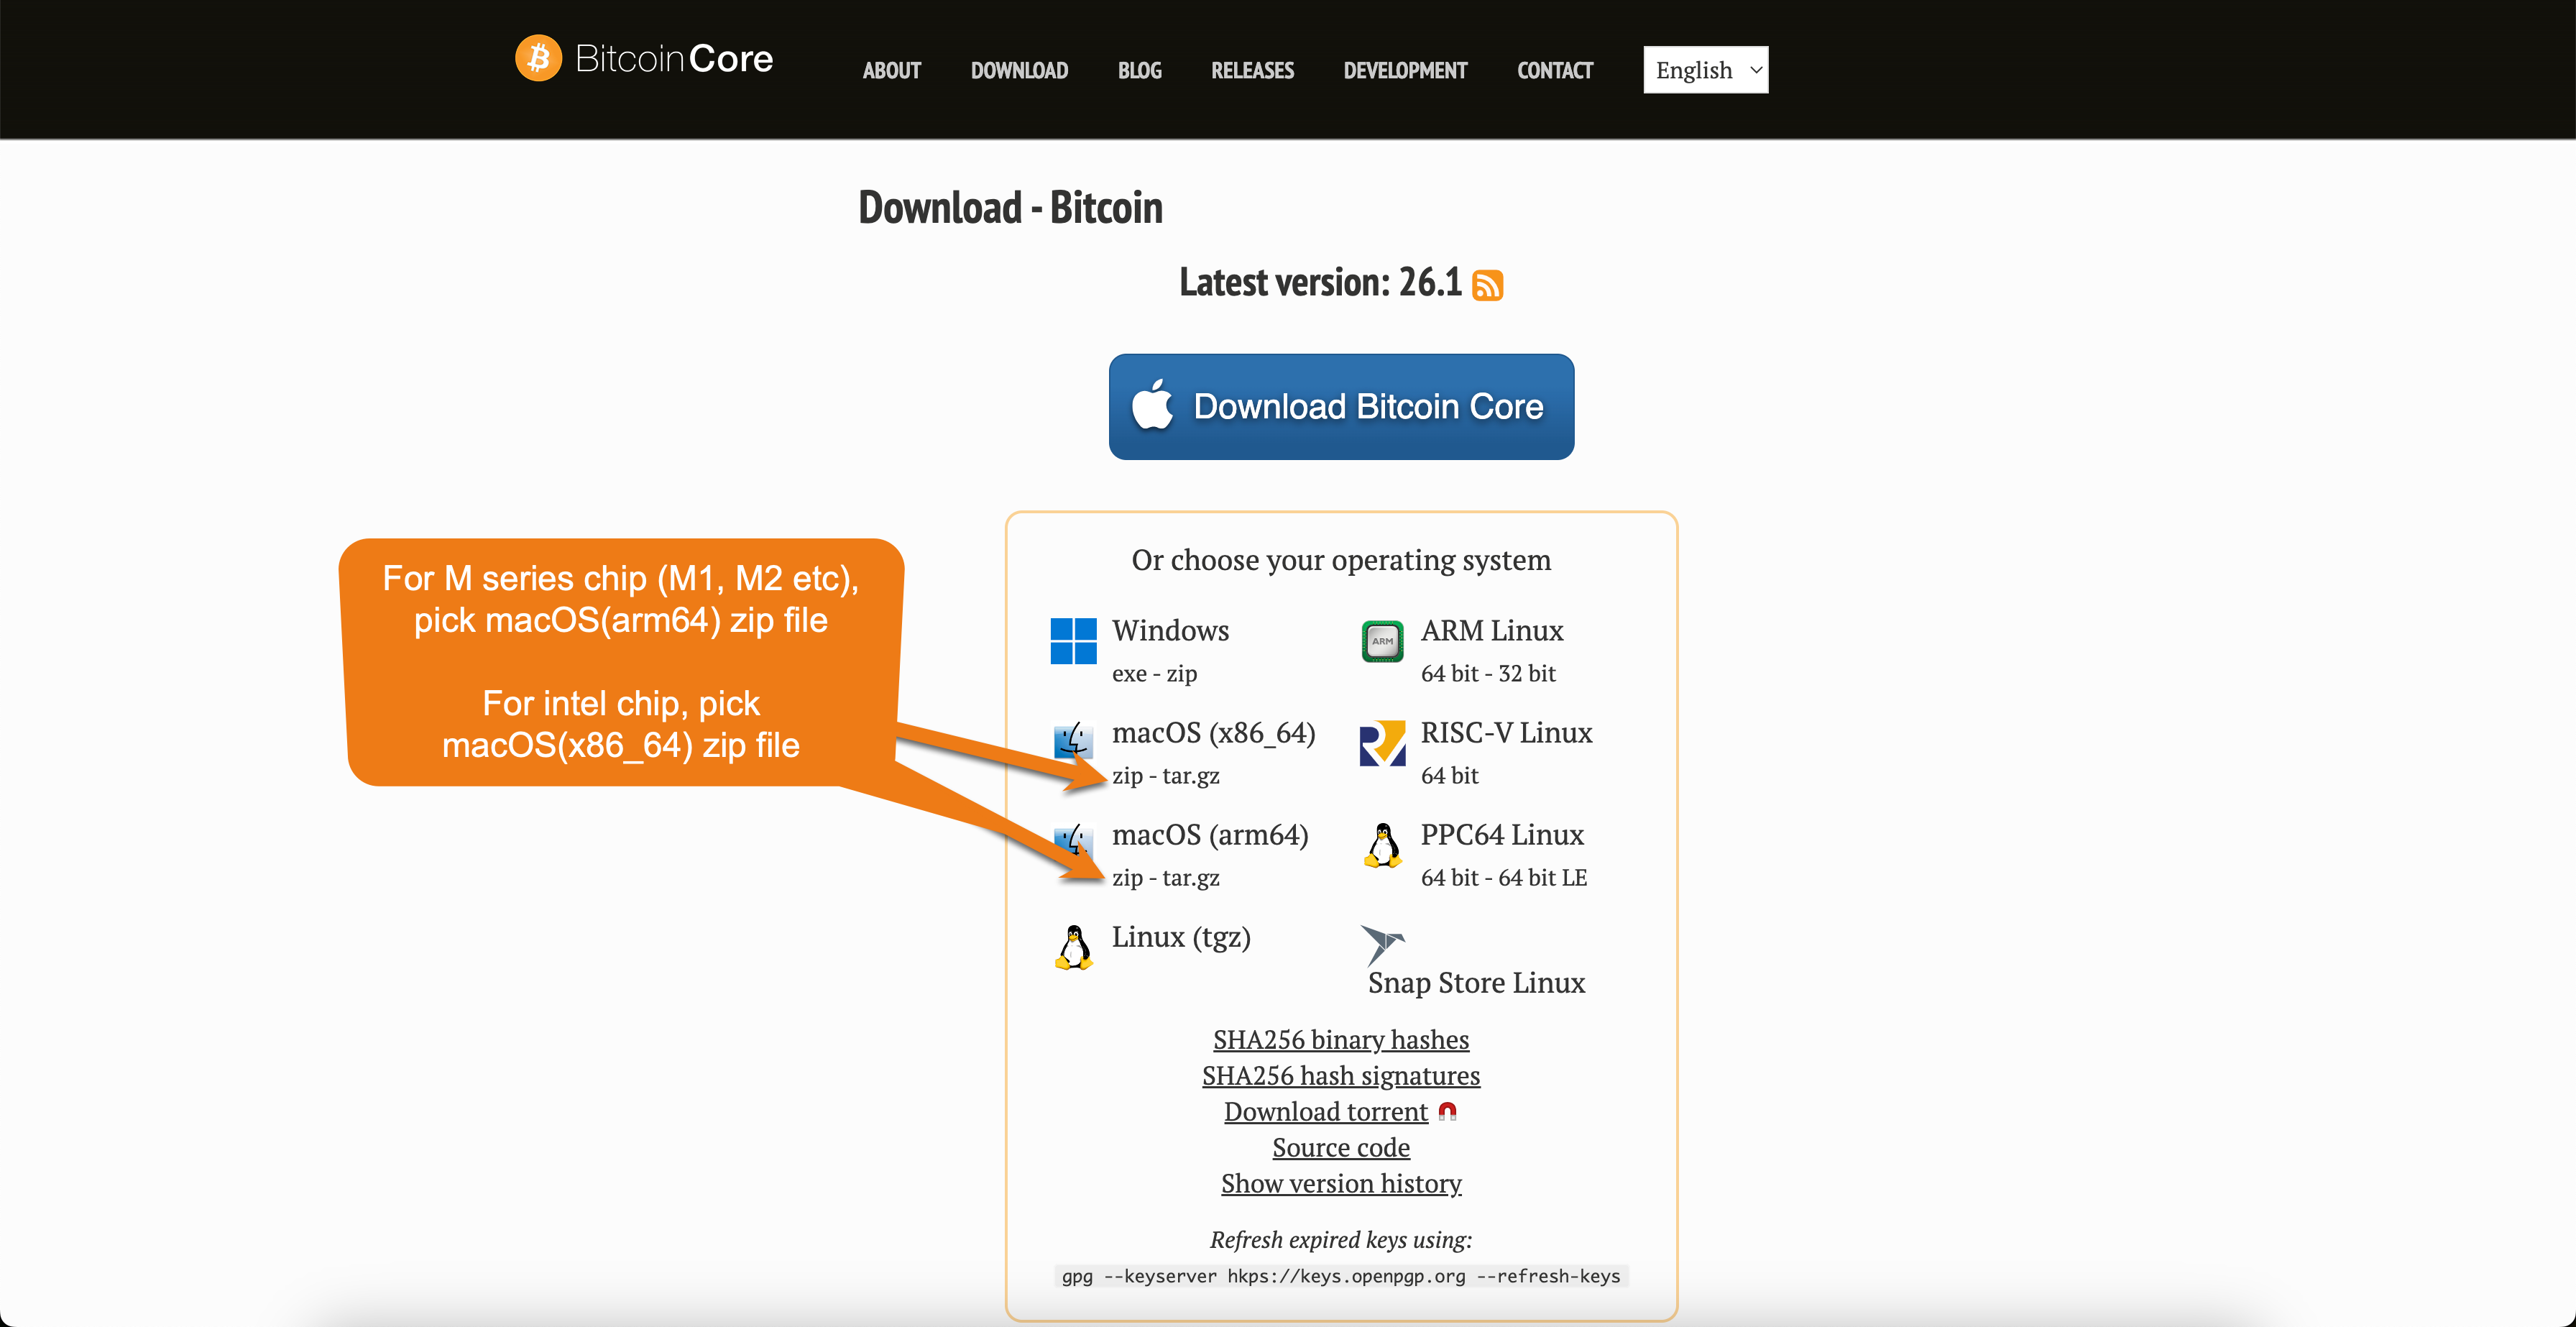 Bitcoin Core
ABOUT DOWNLOAD BLOG RELEASES DEVELOPMENT CONTACT English
Download - Bitcoin
Latest version: 26.1
Download Bitcoin Core
For M series chip (M1, M2 etc),
pick macOS(arm64) zip file
For intel chip, pick
macOS(x86_64) zip file
Or choose your operating system
Windows
exe - zip
ARM
ARM Linux
64 bit - 32 bit
macOS (x86_64)
zip - tar.gz
RISC-V Linux
64 bit
macOS (arm64)
zip - tar.gz
PPC64 Linux
64 bit - 64 bit LE
Linux (tgz)
Snap Store Linux
SHA256 binary hashes
SHA256 hash signatures
Download torrent
Source code
Show version history
Refresh expired keys using:
gpg --keyserver hkps://keys.openpgp.org --refresh-keys